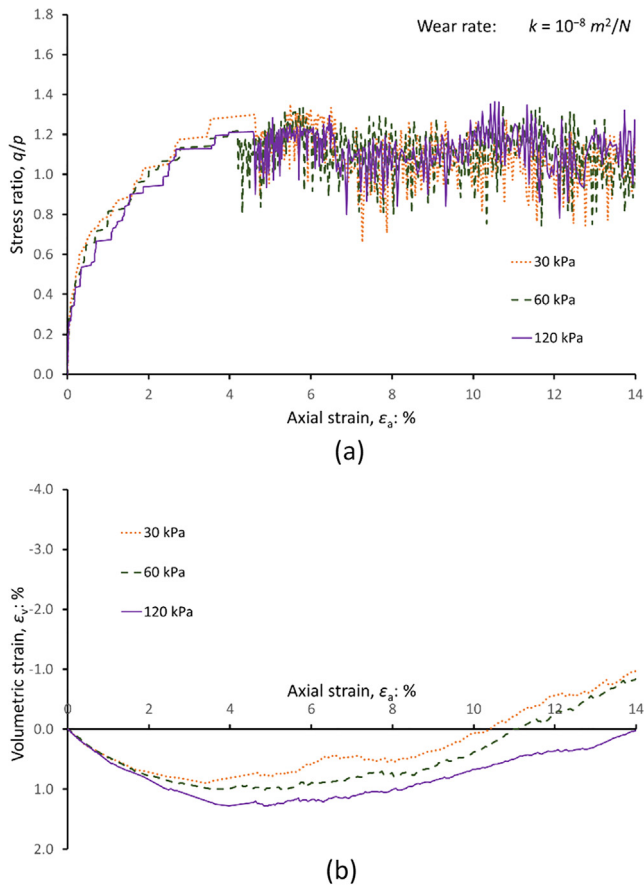 1.8
Wear rate: k = 10⁻⁸ m²/N
1.6
1.4
1.2
1.0
0.8
0.6
0.4
0.2
0.0
Stress ratio, q/p
30 kPa
60 kPa
120 kPa
0 2 4 6 8 10 12 14
Axial strain, εa: %
(a)
-4.0
-3.0
-2.0
-1.0
0.0
1.0
2.0
Volumetric strain, εv: %
30 kPa
60 kPa
120 kPa
Axial strain, εa: %
0 2 4 6 8 10 12 14
(b)